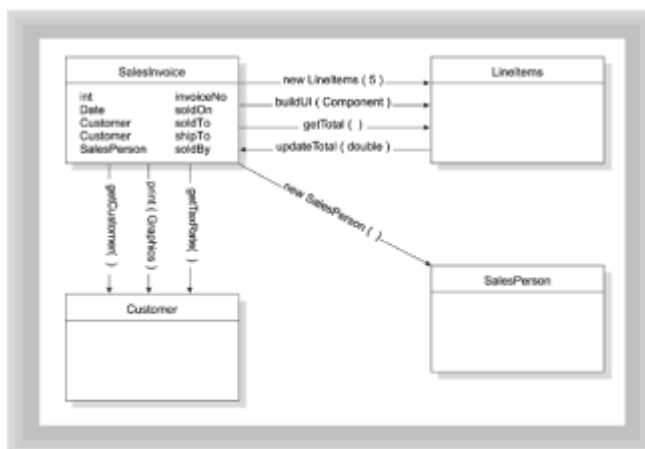 SalesInvoice
int invoiceNo
Date soldOn
Customer soldTo
Customer shipTo
SalesPerson soldBy
new LineItems ( 5 )
buildUI ( Component )
getTotal ( )
updateTotal ( double )
LineItems
getCustomer( )
print ( Graphics )
getTaxRate( )
new SalesPerson ( )
Customer
SalesPerson